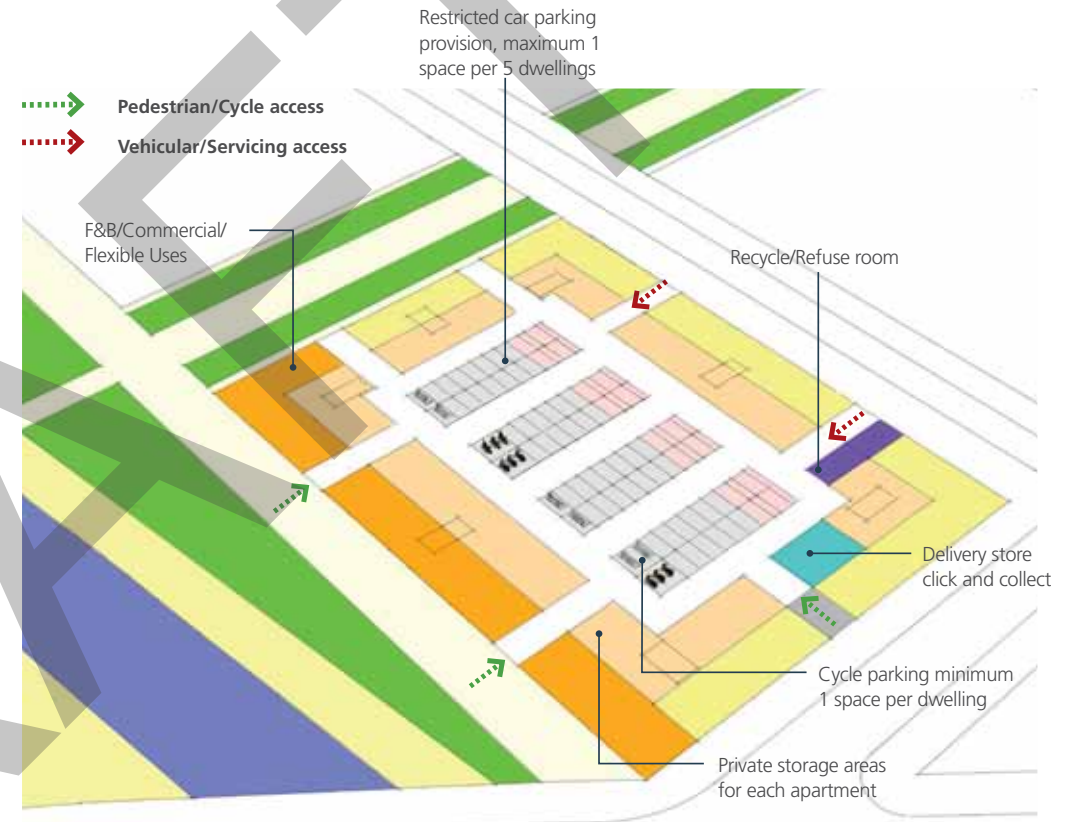 Restricted car parking
provision, maximum 1
space per 5 dwellings
Pedestrian/Cycle access
Vehicular/Servicing access
F&B/Commercial/
Flexible Uses
Recycle/Refuse room
Delivery store
click and collect
Cycle parking minimum
1 space per dwelling
Private storage areas
for each apartment